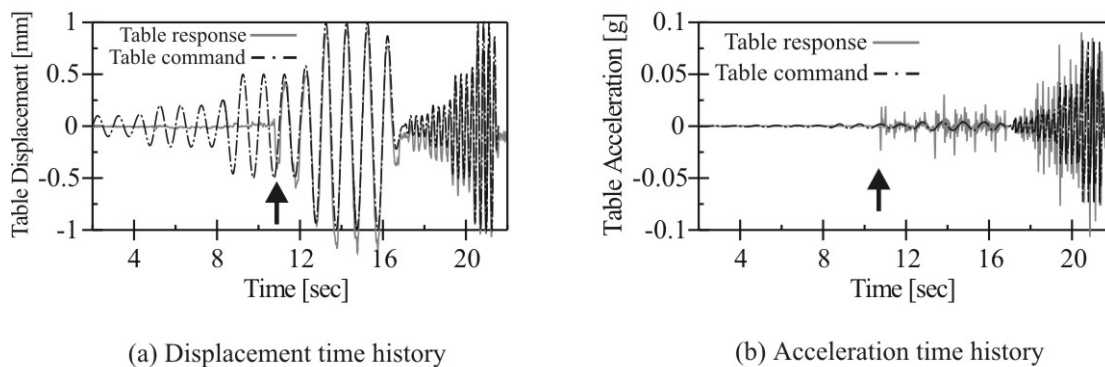 Table Displacement [mm]
1
0.5
0
-0.5
-1
Table response
Table command
4 8 12 16 20
Time [sec]
(a) Displacement time history
Table Acceleration [g]
0.1
0.05
0
-0.05
-0.1
Table response
Table command
4 8 12 16 20
Time [sec]
(b) Acceleration time history